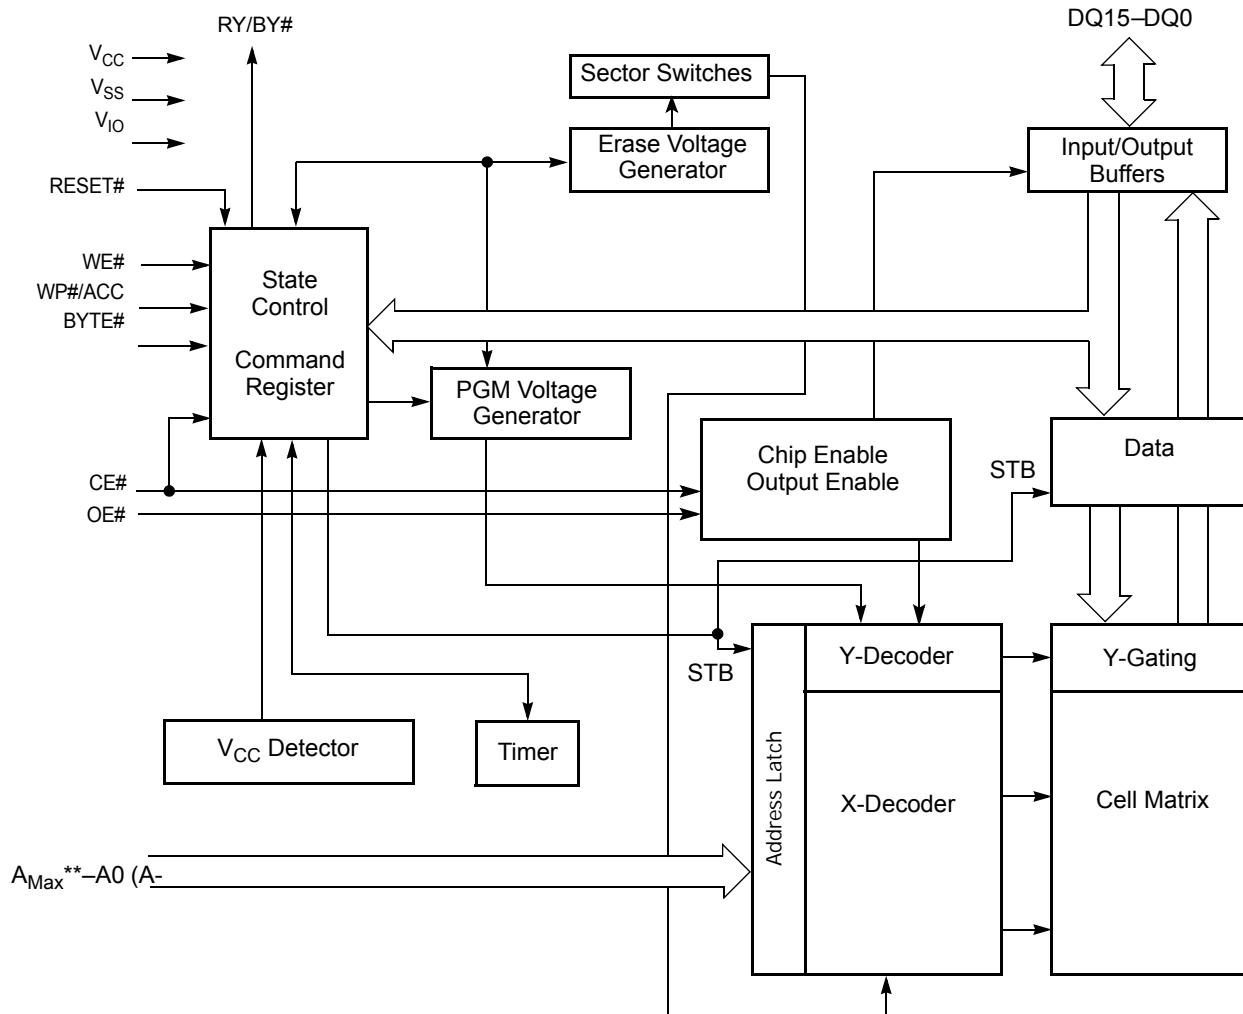 RY/BY#
DQ15–DQ0
VCC
VSS
VIO
Sector Switches
Erase Voltage
Generator
Input/Output
Buffers
RESET#
WE#
WP#/ACC
BYTE#
State
Control
Command
Register
PGM Voltage
Generator
Chip Enable
Output Enable
Data
STB
CE#
OE#
STB
Y-Decoder
Y-Gating
VCC Detector
Timer
Address Latch
X-Decoder
Cell Matrix
AMax**–A0 (A-